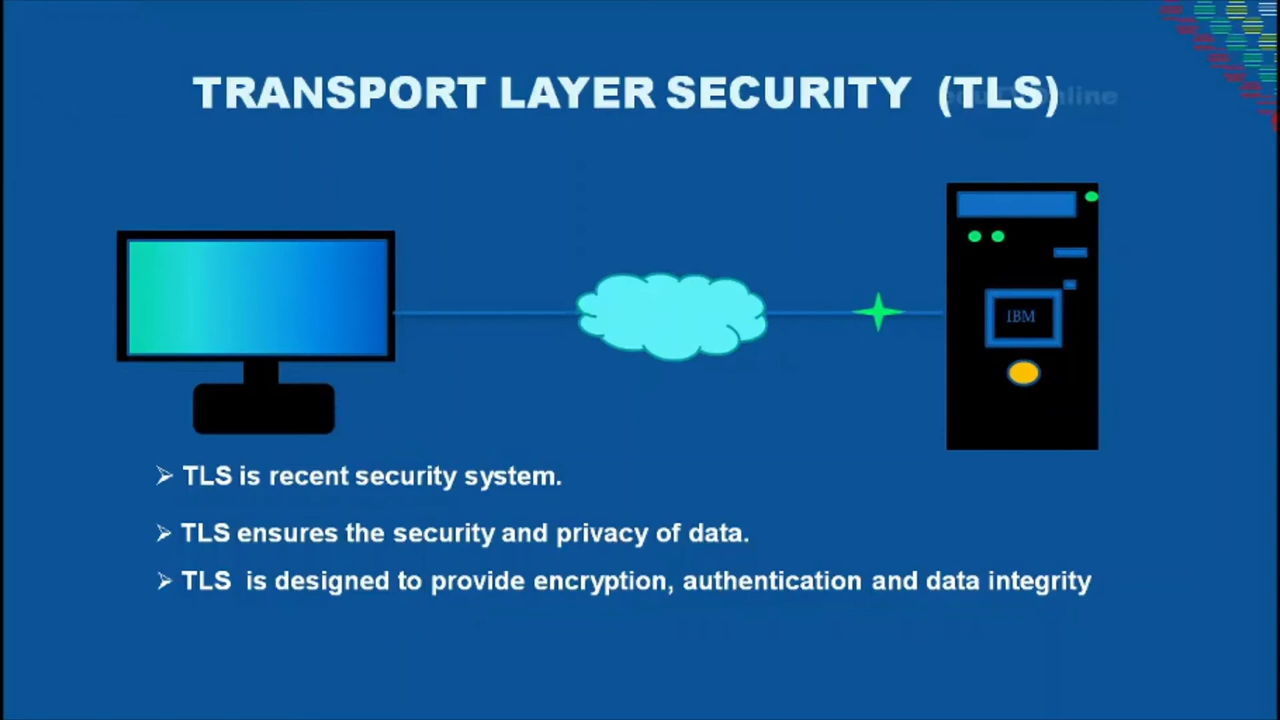 TRANSPORT LAYER SECURITY (TLS)
IBM
➢ TLS is recent security system.
➢ TLS ensures the security and privacy of data.
➢ TLS is designed to provide encryption, authentication and data integrity